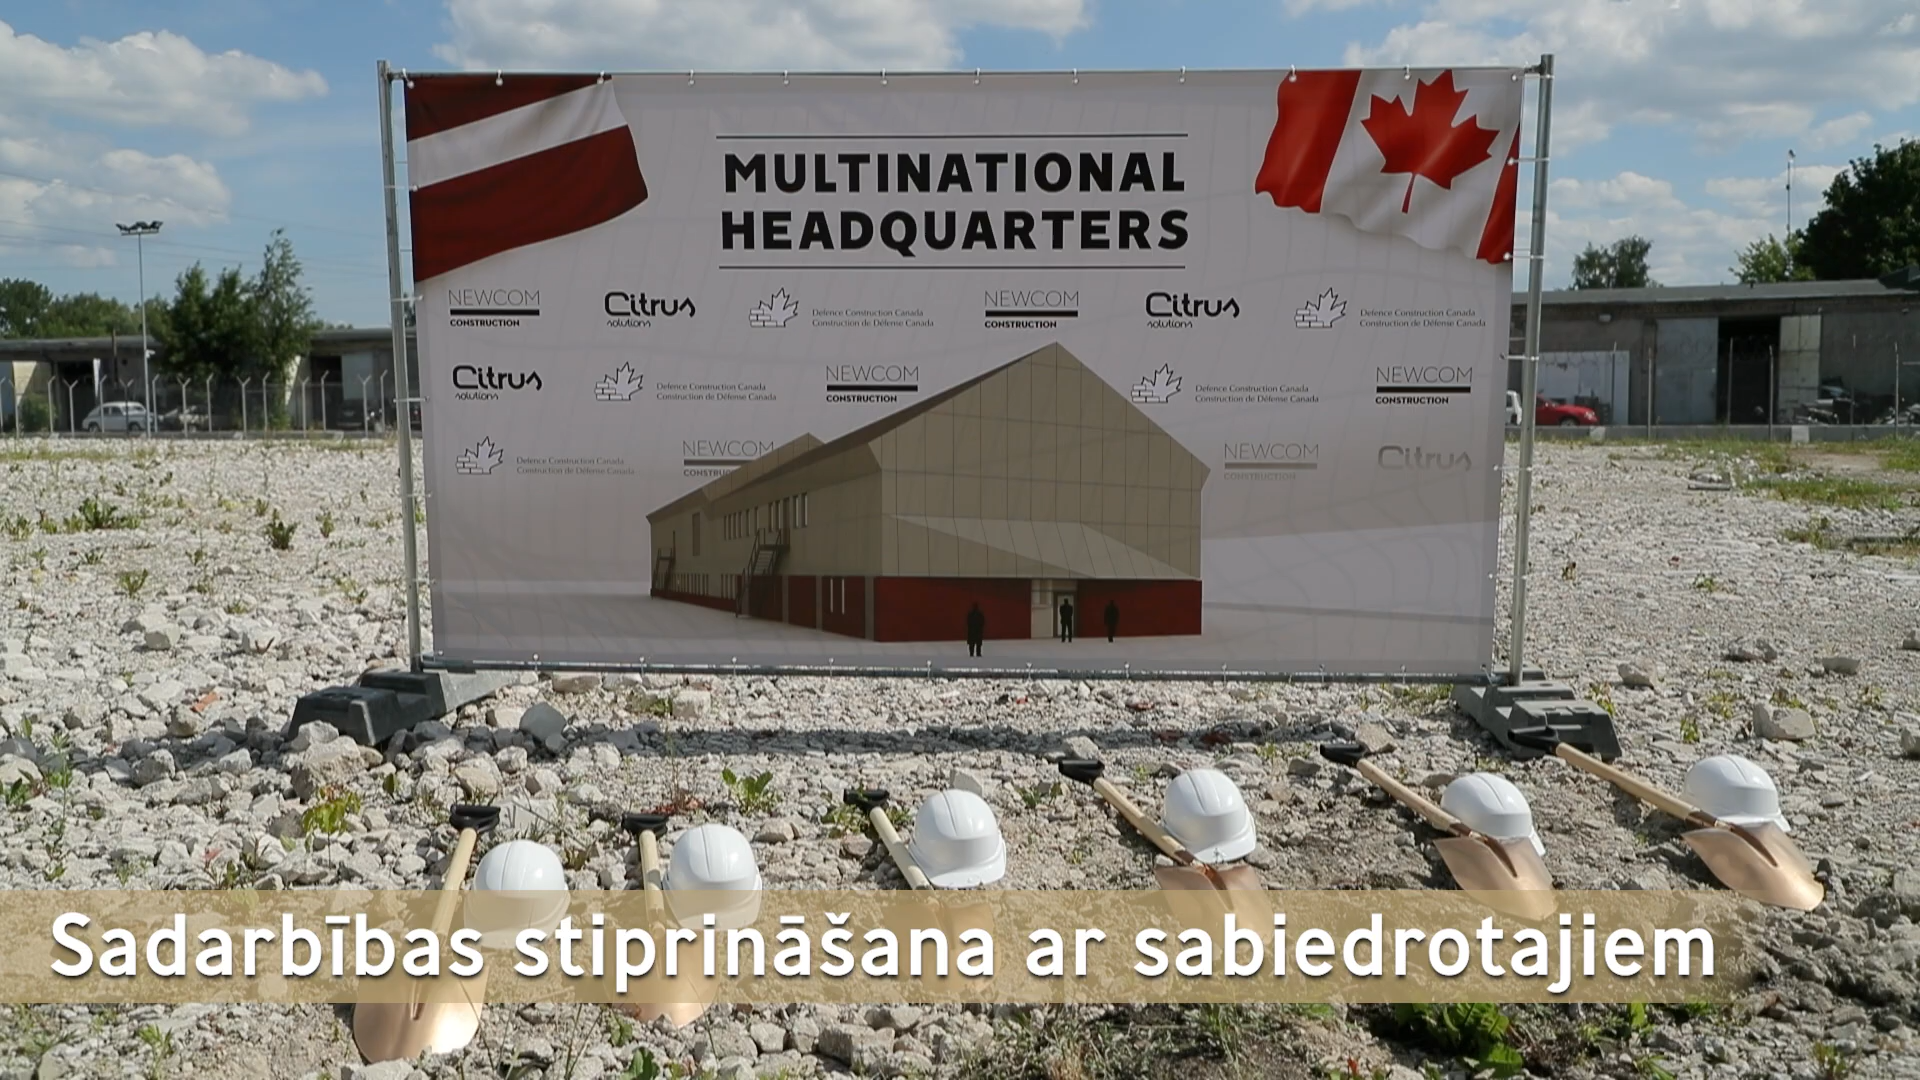 MULTINATIONAL
HEADQUARTERS
NEWCOM
CONSTRUCTION
Citrus
solutions
Defence Construction Canada
Construction de Défense Canada
NEWCOM
CONSTRUCTION
Citrus
solutions
Defence Construction Canada
Construction de Défense Canada
Citrus
solutions
Defence Construction Canada
Construction de Défense Canada
NEWCOM
CONSTRUCTION
Defence Construction Canada
Construction de Défense Canada
NEWCOM
CONSTRUCTION
Defence Construction Canada
Construction de Défense Canada
NEWCOM
CONSTRUC
NEWCOM
CONSTRUCTION
Citrus
Sadarbības stiprināšana ar sabiedrotajiem